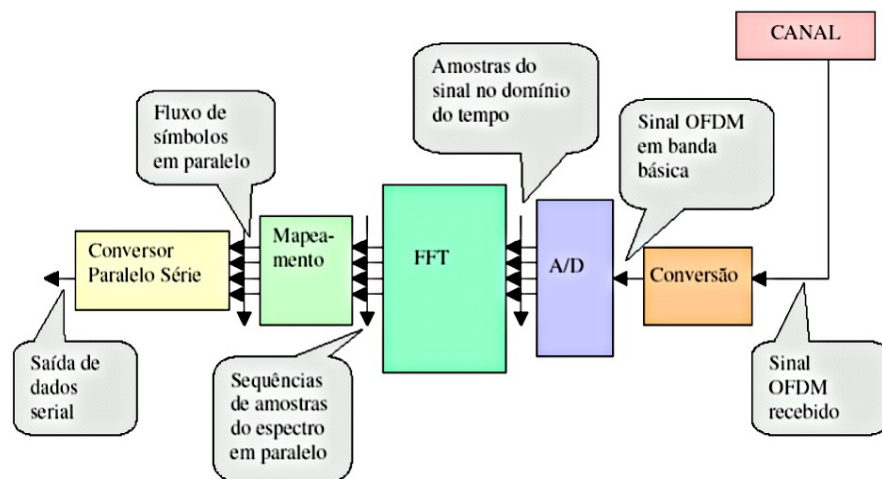 CANAL
Amostras do
sinal no domínio
do tempo
Fluxo de
símbolos
em paralelo
Sinal OFDM
em banda
básica
Conversor
Paralelo Série
Mapea-
mento
FFT
A/D
Conversão
Saída de
dados
serial
Sequências
de amostras
do espectro
em paralelo
Sinal
OFDM
recebido